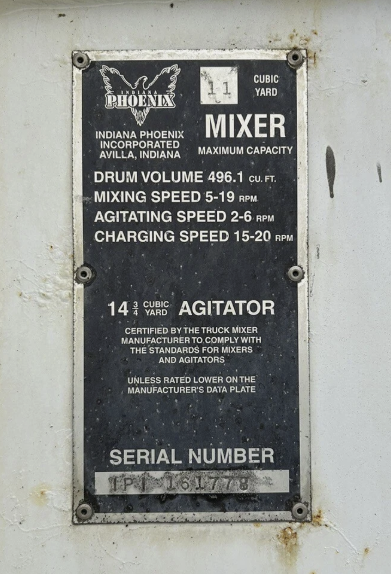 INDIANA
PHOENIX
11
CUBIC
YARD
INDIANA PHOENIX
INCORPORATED
AVILLA, INDIANA
MIXER
MAXIMUM CAPACITY
DRUM VOLUME 496.1 CU. FT.
MIXING SPEED 5-19 RPM
AGITATING SPEED 2-6 RPM
CHARGING SPEED 15-20 RPM
14 3/4 CUBIC YARD AGITATOR
CERTIFIED BY THE TRUCK MIXER
MANUFACTURER TO COMPLY WITH
THE STANDARDS FOR MIXERS
AND AGITATORS
UNLESS RATED LOWER ON THE
MANUFACTURER'S DATA PLATE
SERIAL NUMBER
IPI 161778